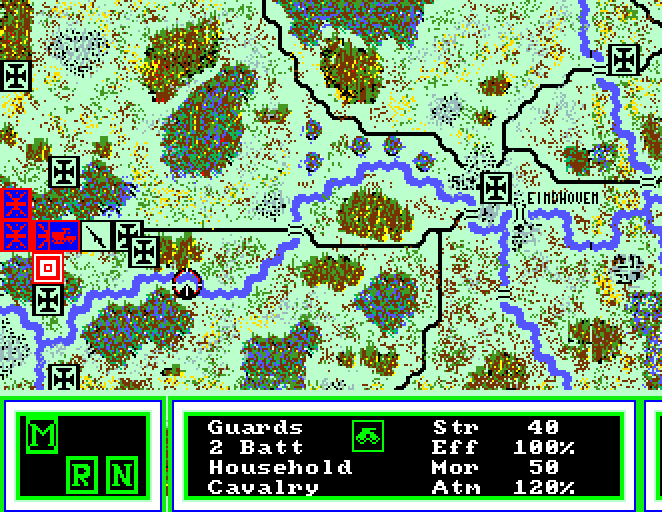 EINDHOVEN
M
R N
Guards Str 40
2 Batt Eff 100%
Household Mor 50
Cavalry Atm 120%